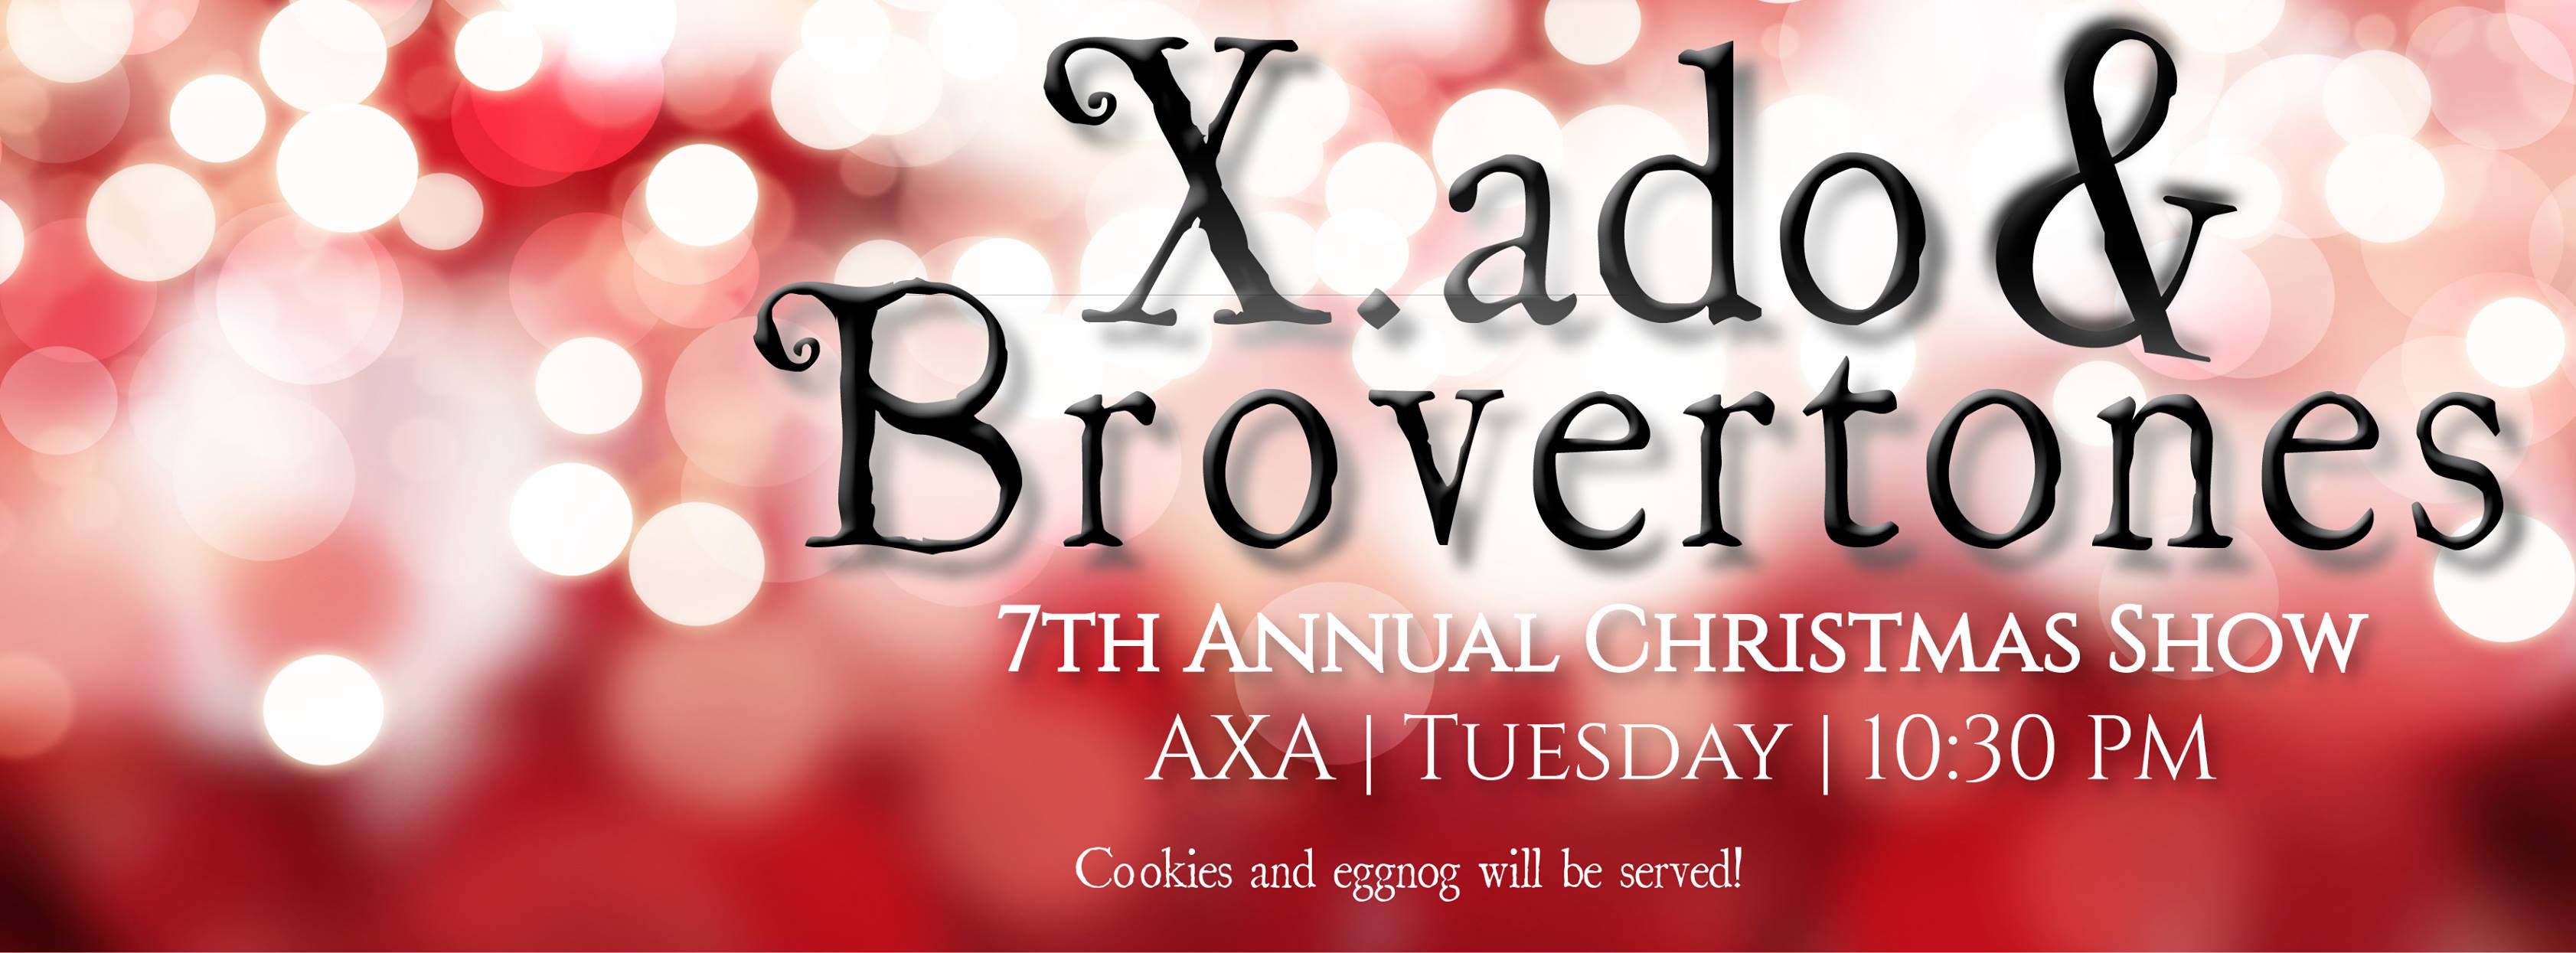 X.ado &
Brovertones
7TH ANNUAL CHRISTMAS SHOW
AXA | TUESDAY | 10:30 PM
Cookies and eggnog will be served!